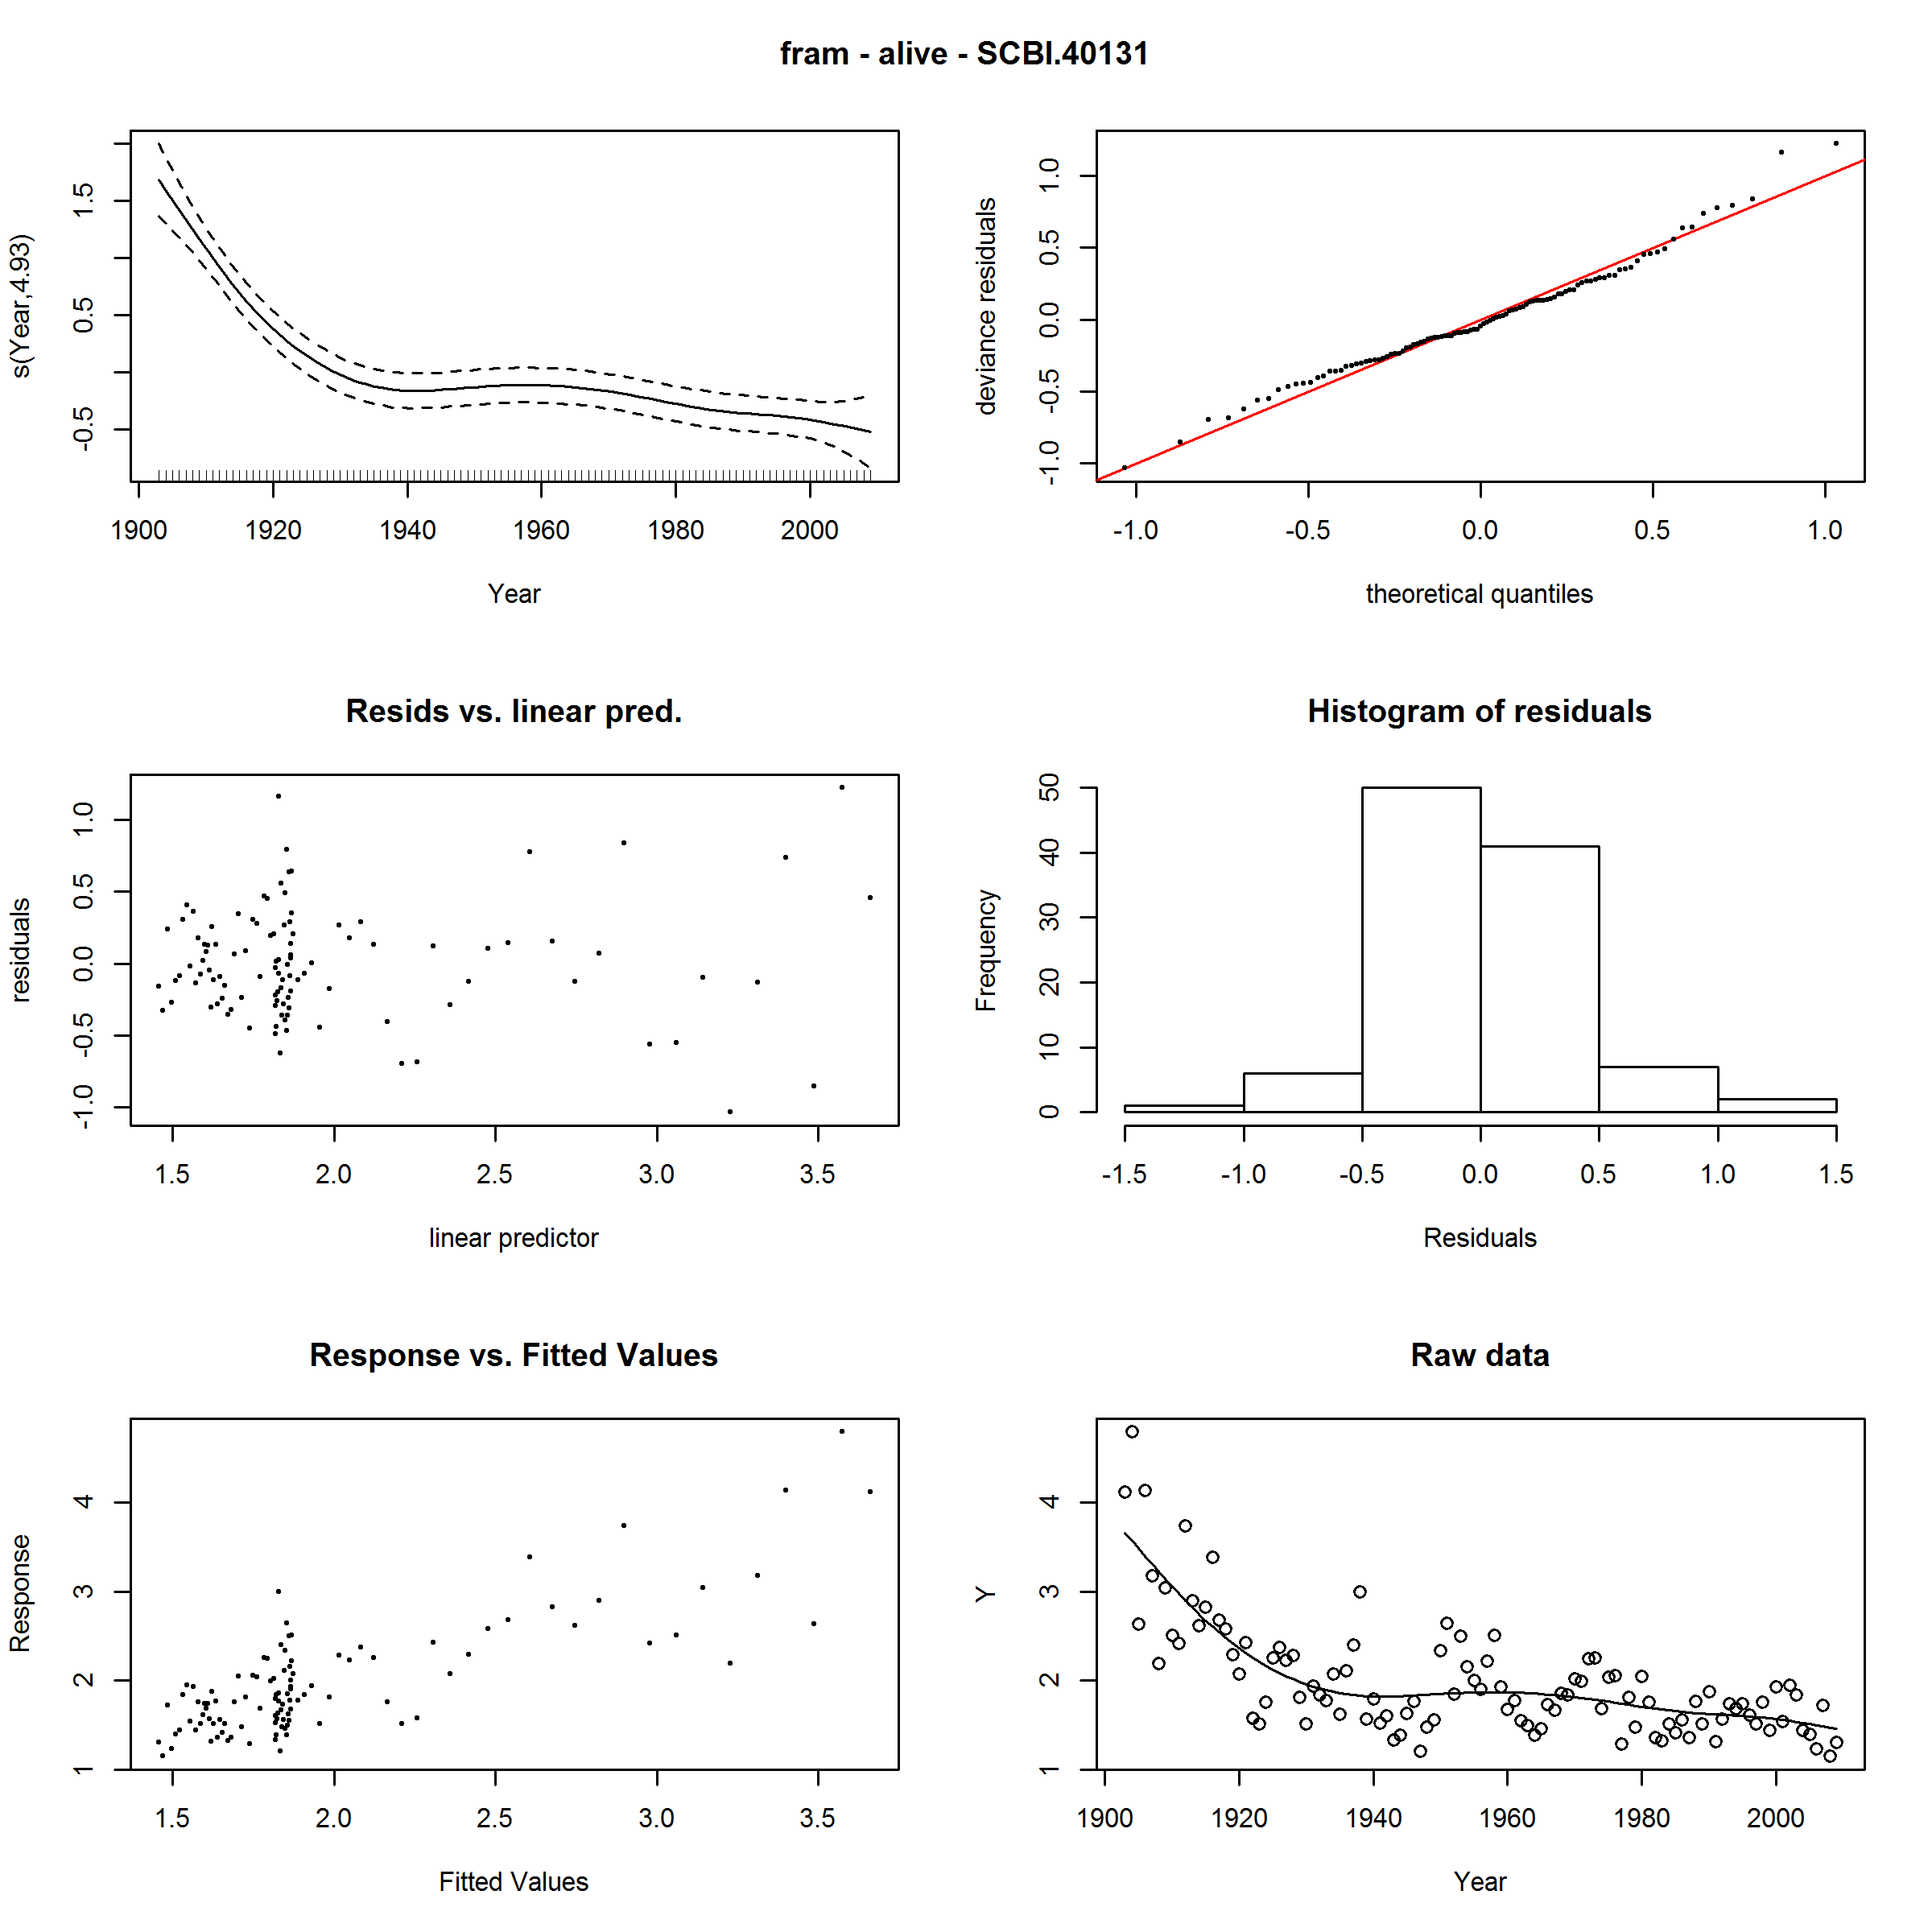 fram - alive - SCBI.40131
s(Year,4.93)
-0.5 0.5 1.5
1900 1920 1940 1960 1980 2000
Year
deviance residuals
-1.0 -0.5 0.0 0.5 1.0
-1.0 -0.5 0.0 0.5 1.0
theoretical quantiles
Resids vs. linear pred.
residuals
-1.0 -0.5 0.0 0.5 1.0
1.5 2.0 2.5 3.0 3.5
linear predictor
Histogram of residuals
Frequency
0 10 20 30 40 50
-1.5 -1.0 -0.5 0.0 0.5 1.0 1.5
Residuals
Response vs. Fitted Values
Response
1 2 3 4
1.5 2.0 2.5 3.0 3.5
Fitted Values
Raw data
Y
1 2 3 4
1900 1920 1940 1960 1980 2000
Year